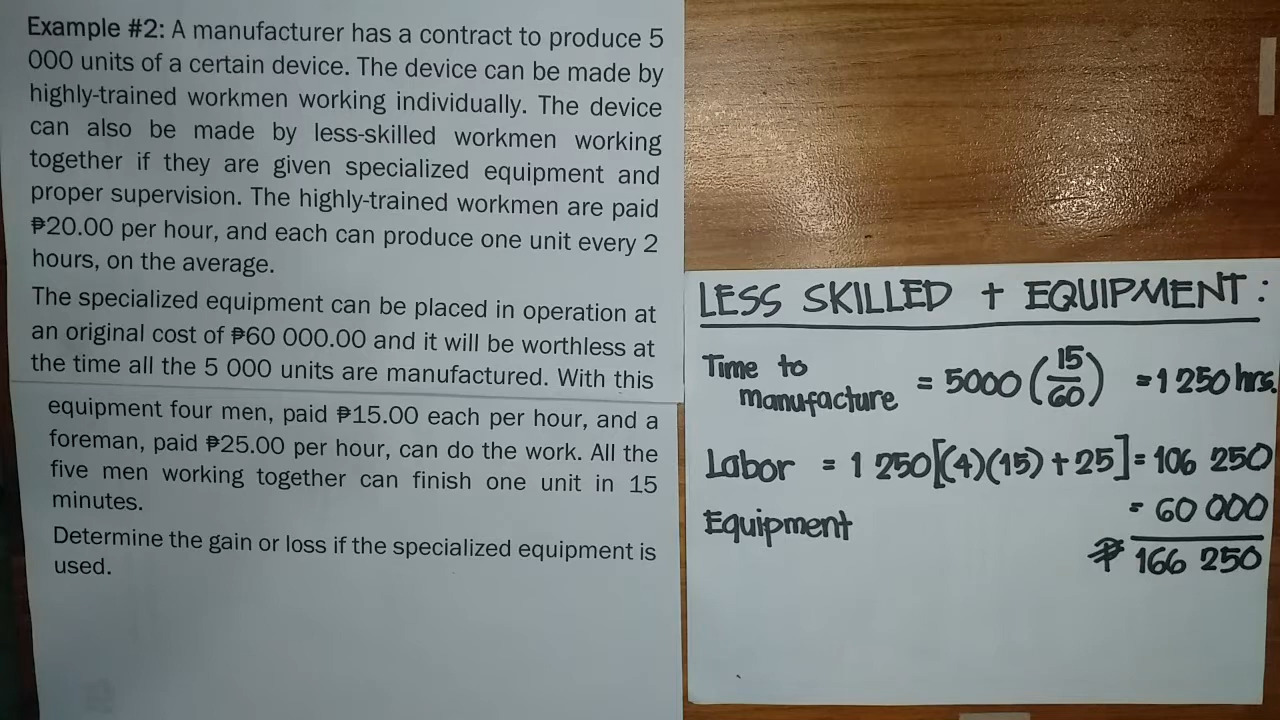 Example #2: A manufacturer has a contract to produce 5
000 units of a certain device. The device can be made by
highly-trained workmen working individually. The device
can also be made by less-skilled workmen working
together if they are given specialized equipment and
proper supervision. The highly-trained workmen are paid
₱20.00 per hour, and each can produce one unit every 2
hours, on the average.
The specialized equipment can be placed in operation at
an original cost of ₱60 000.00 and it will be worthless at
the time all the 5 000 units are manufactured. With this
equipment four men, paid ₱15.00 each per hour, and a
foreman, paid ₱25.00 per hour, can do the work. All the
five men working together can finish one unit in 15
minutes.
Determine the gain or loss if the specialized equipment is
used.
LESS SKILLED + EQUIPMENT :
Time to
manufacture = 5000 (15/60) = 1 250 hrs.
Labor = 1 250[(4)(15) + 25] = 106 250
Equipment = 60 000
₱ 166 250